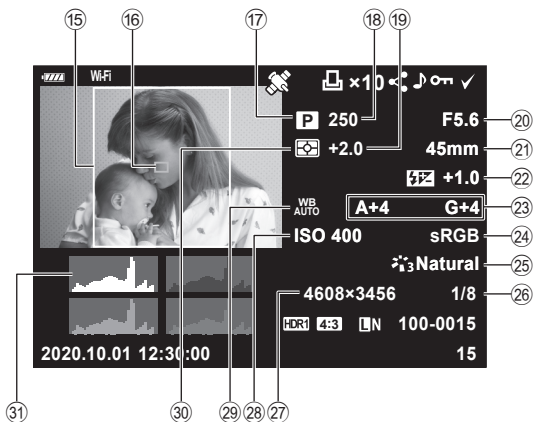 ⑮ ⑯ ⑰ ⑱ ⑲
Wi-Fi ×10
P 250 F5.6 ⑳
+2.0 45mm ㉑
+1.0 ㉒
WB AUTO A+4 G+4 ㉓
ISO 400 sRGB ㉔
3 Natural ㉕
4608×3456 1/8 ㉖
HDR1 4:3 LN 100-0015
2020.10.01 12:30:00 15
㉛ ㉚ ㉙ ㉘ ㉗